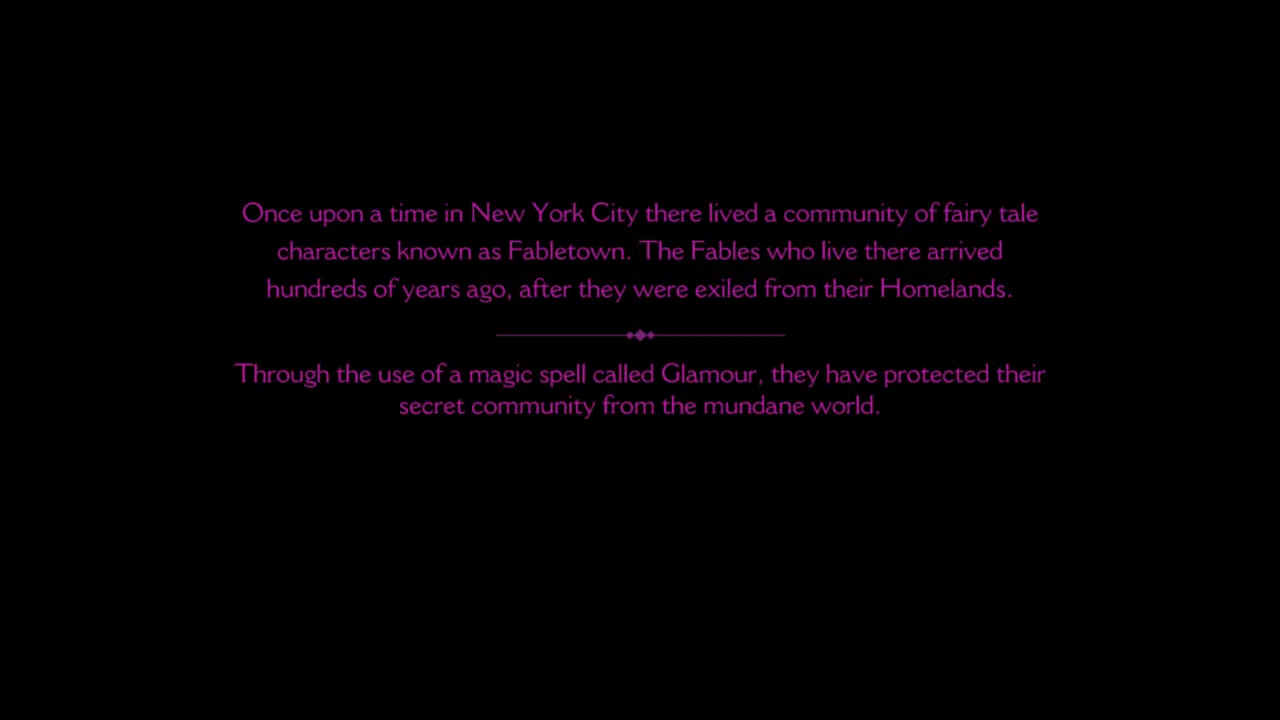 Once upon a time in New York City there lived a community of fairy tale
characters known as Fabletown. The Fables who live there arrived
hundreds of years ago, after they were exiled from their Homelands.
Through the use of a magic spell called Glamour, they have protected their
secret community from the mundane world.